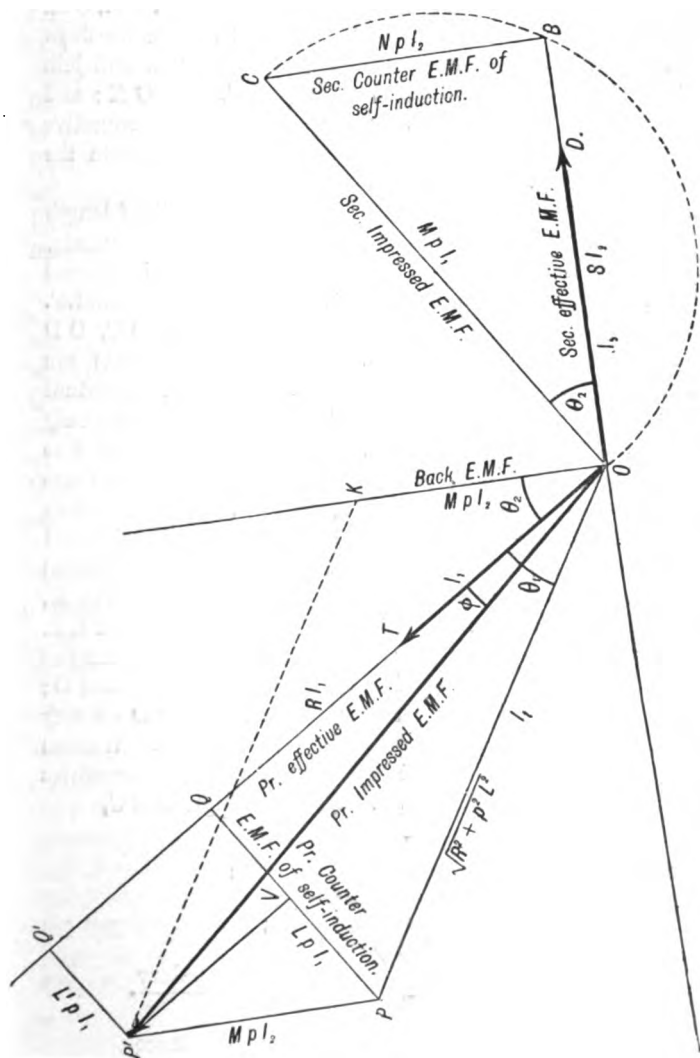 C
N p I₂
B
Sec. Counter E.M.F. of
self-induction.
D.
M p I₁
Sec. Impressed E.M.F.
Sec. effective E.M.F.
S I₂
I₂
θ₂
O
K
Back E.M.F.
M p I₂
θ₂
T
I₁
φ
θ₁
R I₁
Pr. effective E.M.F.
Pr. Impressed E.M.F.
I₁
√R² + p² L²
Q
Pr. Counter
E.M.F. of self-induction.
V
L p I₁
Q'
L' p I₁
P'
M p I₂
P